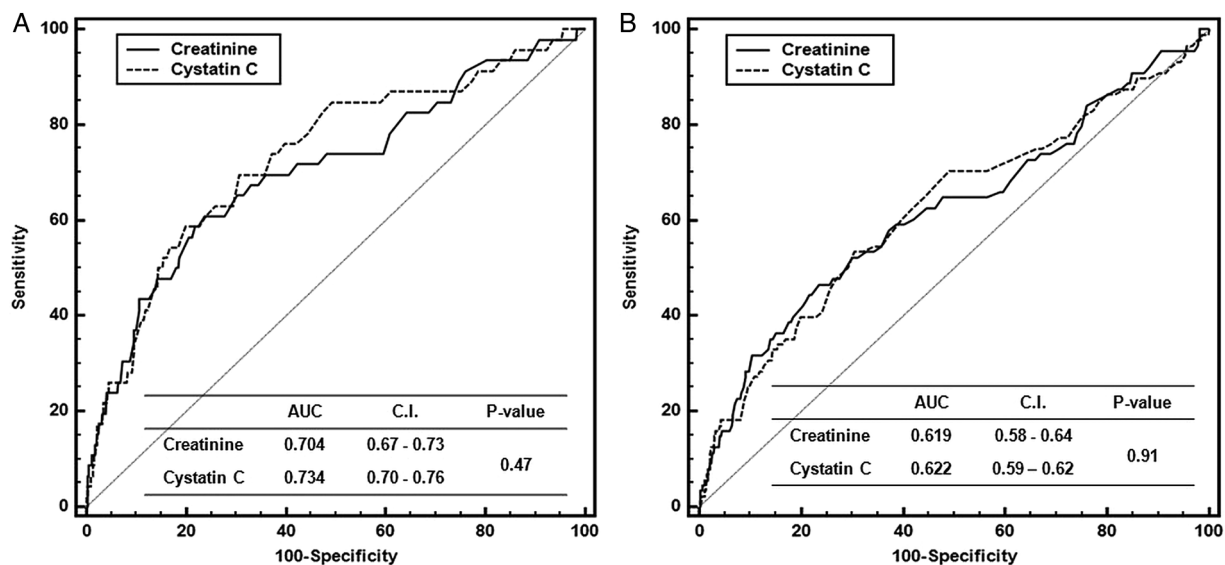 A
Creatinine
Cystatin C
100
80
60
40
20
0
Sensitivity
AUC C.I. P-value
Creatinine 0.704 0.67 - 0.73
0.47
Cystatin C 0.734 0.70 - 0.76
0 20 40 60 80 100
100-Specificity
B
Creatinine
Cystatin C
100
80
60
40
20
0
Sensitivity
AUC C.I. P-value
Creatinine 0.619 0.58 - 0.64
0.91
Cystatin C 0.622 0.59 – 0.62
0 20 40 60 80 100
100-Specificity